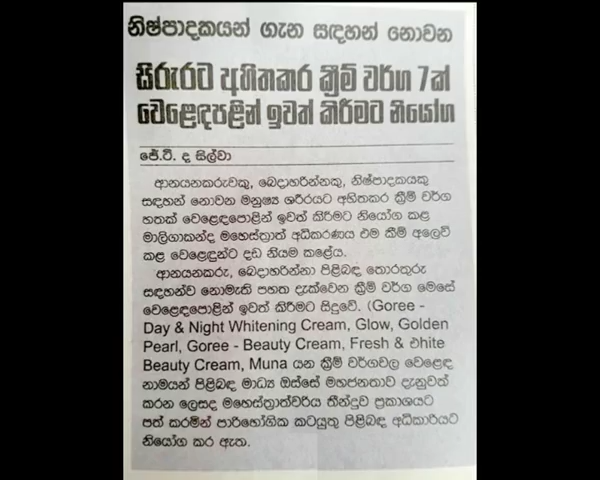 නිෂ්පාදකයන් ගැන සඳහන් නොවන
සිරුරට අහිතකර ක්‍රීම් වර්ග 7ක්
වෙළෙඳපළින් ඉවත් කිරීමට නියෝග
ජේ.ටී. ද සිල්වා
ආනයනකරුවකු, බෙදාහරින්නකු, නිෂ්පාදකයකු
සඳහන් නොවන මනුෂ්‍ය ශරීරයට අහිතකර ක්‍රීම් වර්ග
හතක් වෙළෙඳපොළින් ඉවත් කිරීමට නියෝග කළ
මාලිගාකන්ද මහෙස්ත්‍රාත් අධිකරණය එම ක්‍රීම් අලෙවි
කළ වෙළෙඳුන්ට දඩ නියම කළේය.
ආනයනකරු, බෙදාහරින්නා පිළිබඳ තොරතුරු
සඳහන්ව නොමැති පහත දැක්වෙන ක්‍රීම් වර්ග මෙසේ
වෙළෙඳපොළින් ඉවත් කිරීමට සිදුවේ. (Goree -
Day & Night Whitening Cream, Glow, Golden
Pearl, Goree - Beauty Cream, Fresh & එhite
Beauty Cream, Muna යන ක්‍රීම් වර්ගවල වෙළෙඳ
නාමයන් පිළිබඳ මාධ්‍ය ඔස්සේ මහජනතාව දැනුවත්
කරන ලෙසද මහෙස්ත්‍රාත්වරිය තීන්දුව ප්‍රකාශයට
පත් කරමින් පාරිභෝගික කටයුතු පිළිබඳ අධිකාරියට
නියෝග කර ඇත.